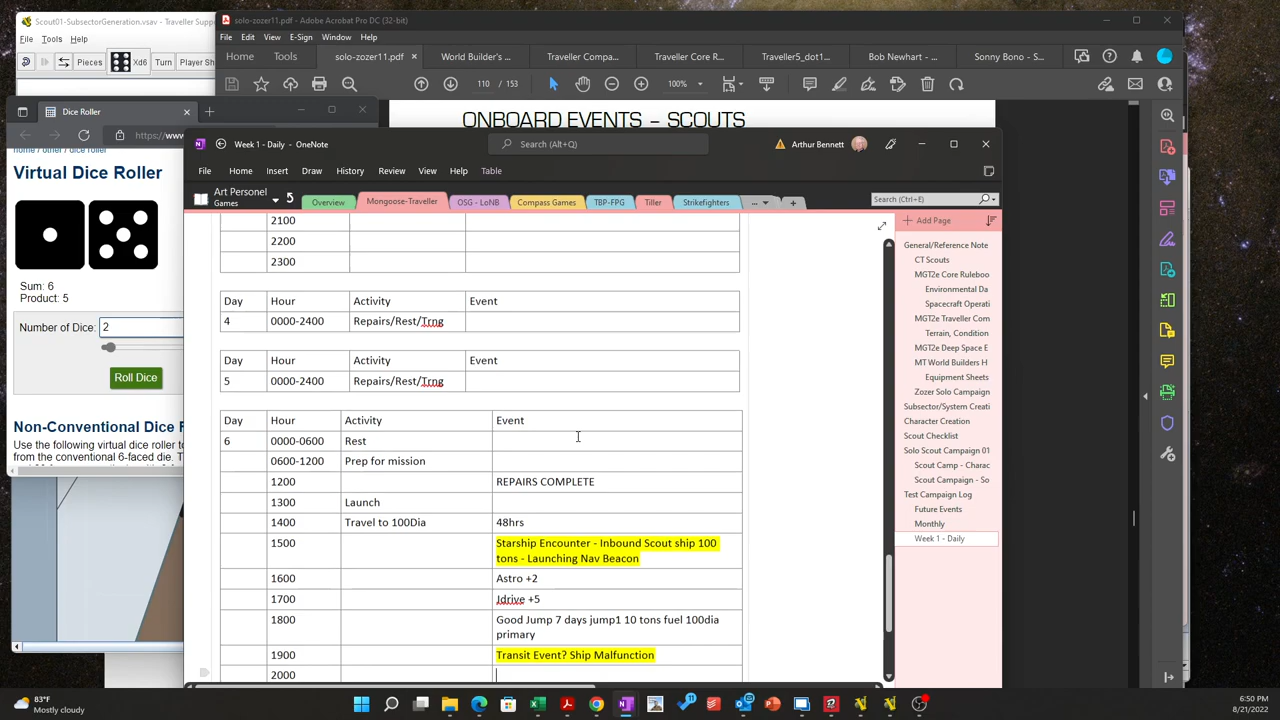 Scout01-SubsectorGeneration.vsav - Traveller Supp
File Tools
Pieces Xd6 Turn Player Sh
solo-zozer11.pdf - Adobe Acrobat Pro DC (32-bit)
File Edit View E-Sign Window Help
Home Tools solo-zozer11.pdf World Builder's ... Traveller Compa... Traveller Core R... Traveller5_dcd... Bob Newhart - ... Sonny Bono - S...
110 / 153 100%
ONBOARD EVENTS – SCOUTS
Dice Roller
https://www
home / other / dice roller
Virtual Dice Roller
Sum: 6
Product: 5
Number of Dice: 2
Roll Dice
Non-Conventional Dice R
Use the following virtual dice roller to
from the conventional 6-faced die. T
Week 1 - Daily - OneNote
Search (Alt+Q)
Arthur Bennett
File Home Insert Draw History Review View Help Table
Art Personal
Games
Overview Mongoose-Traveller OSG - LoNB Compass Games TBP-FPG Tiller Strikefighters ...
Search (Ctrl+E)
2100
2200
2300
Day Hour Activity Event
4 0000-2400 Repairs/Rest/Trng
Day Hour Activity Event
5 0000-2400 Repairs/Rest/Trng
Day Hour Activity Event
6 0000-0600 Rest
0600-1200 Prep for mission
1200 REPAIRS COMPLETE
1300 Launch
1400 Travel to 100Dia 48hrs
1500 Starship Encounter - Inbound Scout ship 100
tons - Launching Nav Beacon
1600 Astro +2
1700 Jdrive +5
1800 Good Jump 7 days jump1 10 tons fuel 100dia
primary
1900 Transit Event? Ship Malfunction
2000
Add Page
General/Reference Note
CT Scouts
MGT2e Core Ruleboo
Environmental Da
Spacecraft Operati
MGT2e Traveller Com
Terrain, Condition
MGT2e Deep Space E
MT World Builders H
Equipment Sheets
Zozer Solo Campaign
Subsector/System Creati
Character Creation
Scout Checklist
Solo Scout Campaign 01
Scout Camp - Charac
Scout Campaign - So
Test Campaign Log
Future Events
Monthly
Week 1 - Daily
83°F
Mostly cloudy
11
6:50 PM
8/21/2022